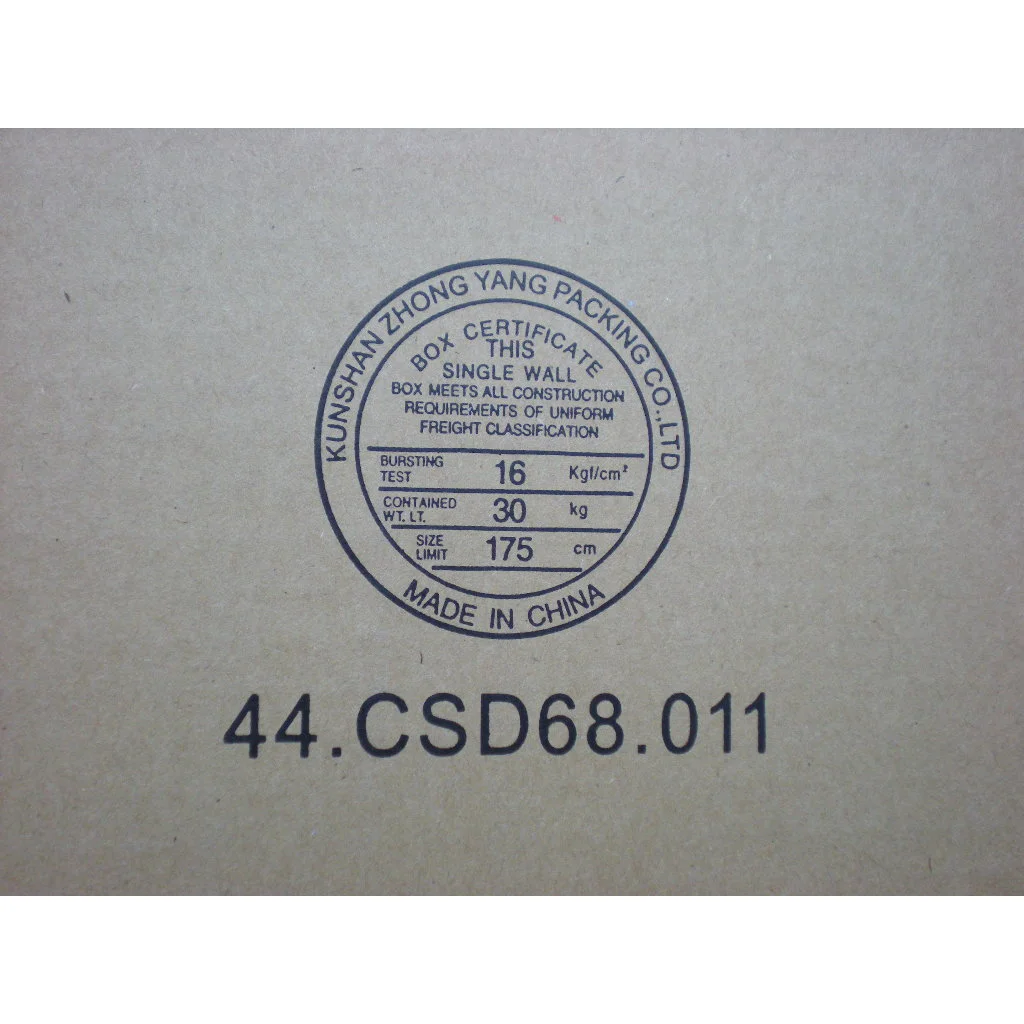 KUNSHAN ZHONG YANG PACKING CO.,LTD
BOX CERTIFICATE
THIS
SINGLE WALL
BOX MEETS ALL CONSTRUCTION
REQUIREMENTS OF UNIFORM
FREIGHT CLASSIFICATION
BURSTING TEST 16 Kgf/cm²
CONTAINED WT. LT. 30 kg
SIZE LIMIT 175 cm
MADE IN CHINA
44.CSD68.011